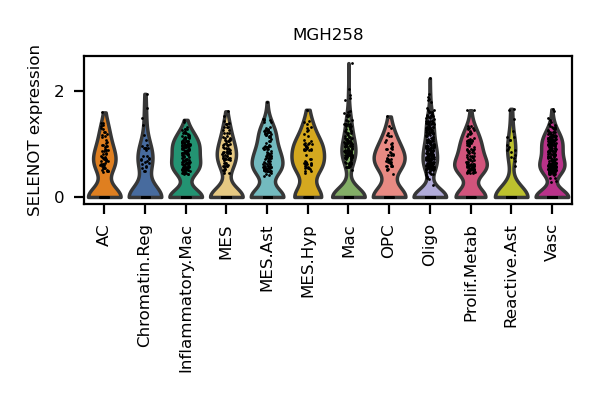 MGH258
SELENOT expression
2
0
AC
Chromatin.Reg
Inflammatory.Mac
MES
MES.Ast
MES.Hyp
Mac
OPC
Oligo
Prolif.Metab
Reactive.Ast
Vasc